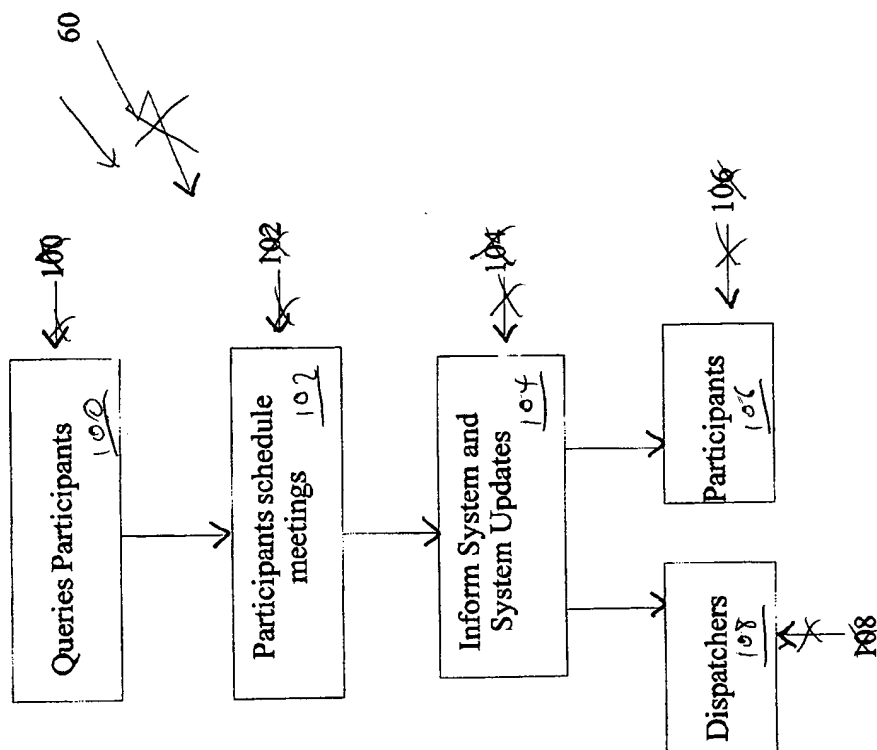 60
Queries Participants
100
100
Participants schedule
meetings
102
102
Inform System and
System Updates
104
104
Participants
106
106
Dispatchers
108
108